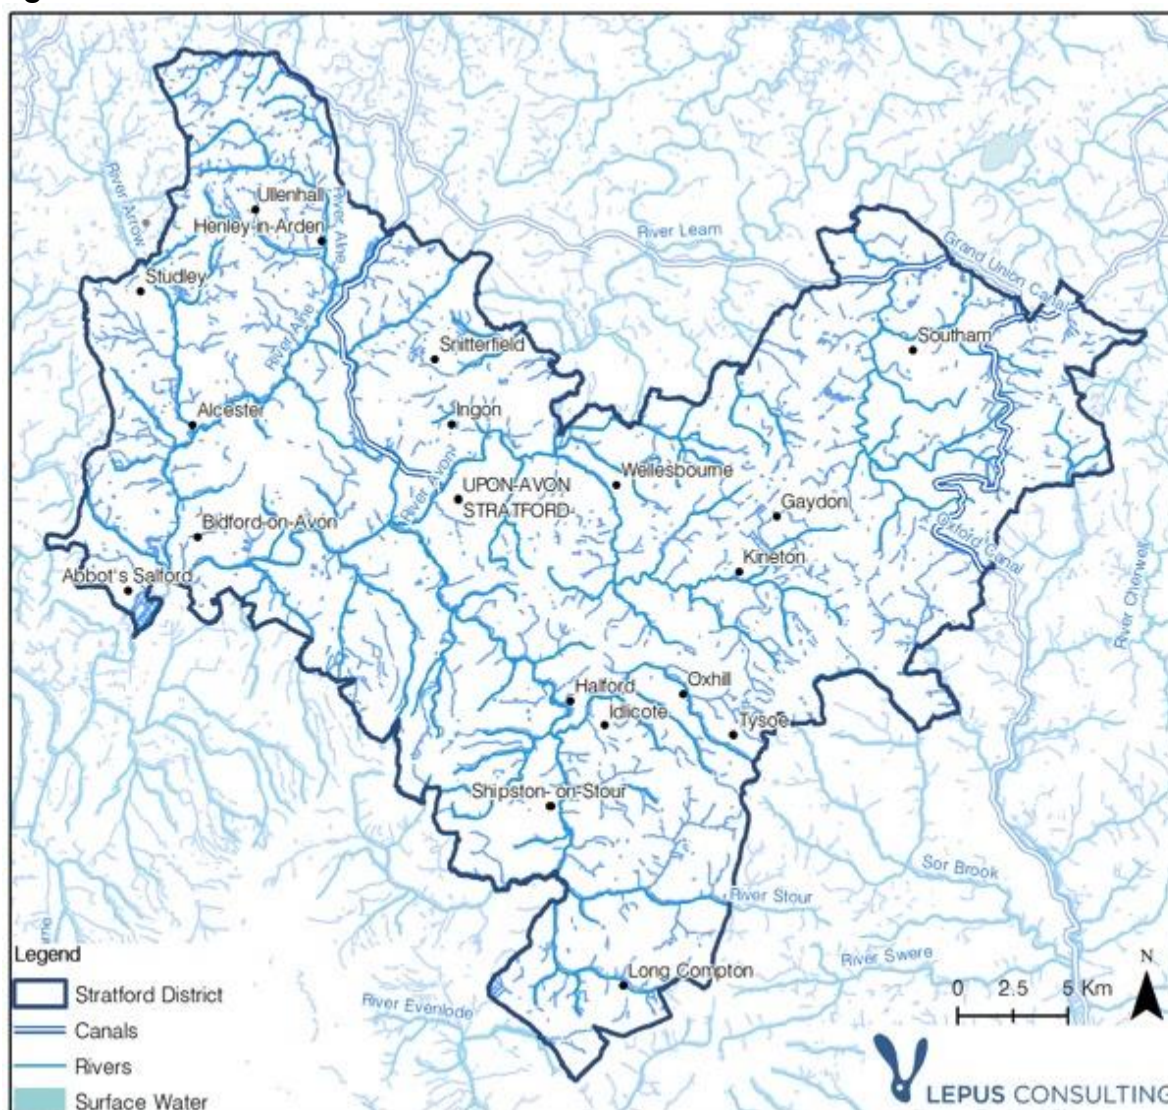 Ullenhall
River Alne
River Arrow
Henley-in-Arden
River Leam
Grand Union Canal
Studley
River Alne
Snitterfield
Southam
Alcester
Ingon
River Avon
Wellesbourne
UPON-AVON
STRATFORD-
Gaydon
Bidford-on-Avon
Oxford Canal
Kineton
Abbot's Salford
River Cherwell
Halford
Oxhill
Idlicote
Tysoe
Shipston- on-Stour
Sor Brook
River Stour
Legend
River Swere
Long Compton
N
Stratford District
River Evenlode
0 2.5 5 Km
Canals
Rivers
Surface Water
LEPUS CONSULTING